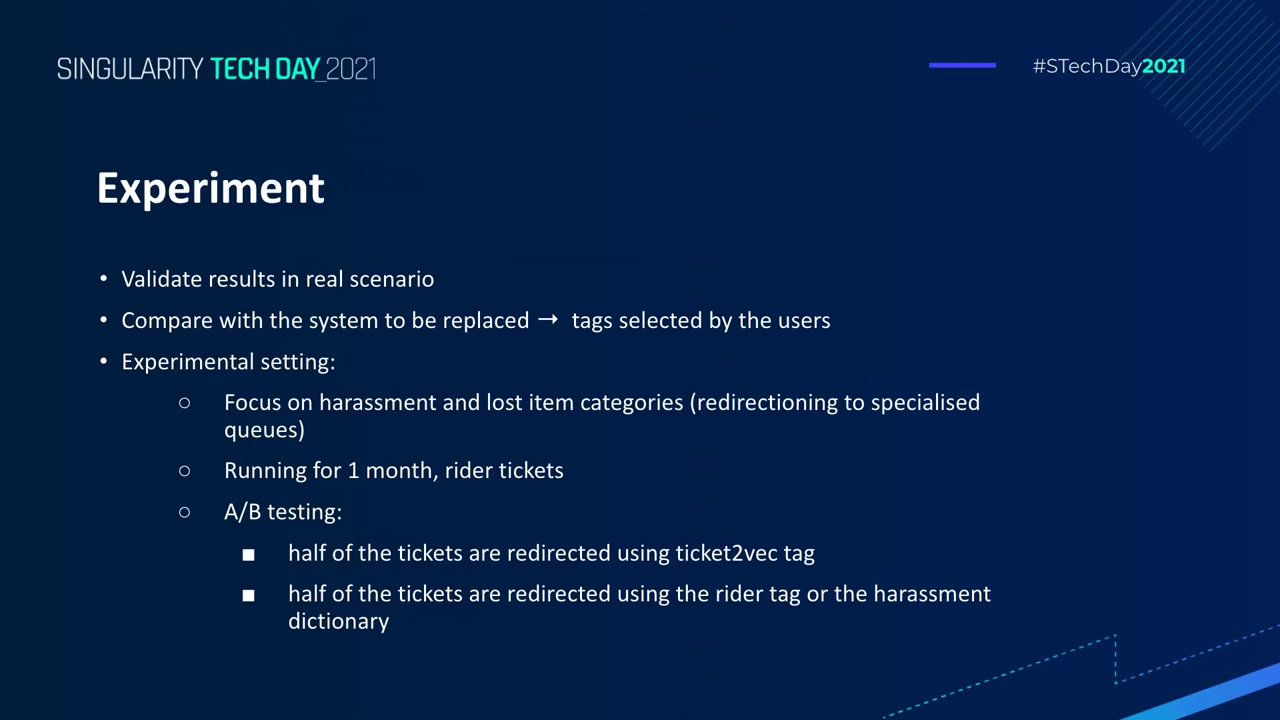 SINGULARITY TECH DAY_2021
#STechDay2021
Experiment
• Validate results in real scenario
• Compare with the system to be replaced → tags selected by the users
• Experimental setting:
○ Focus on harassment and lost item categories (redirectioning to specialised
queues)
○ Running for 1 month, rider tickets
○ A/B testing:
■ half of the tickets are redirected using ticket2vec tag
■ half of the tickets are redirected using the rider tag or the harassment
dictionary